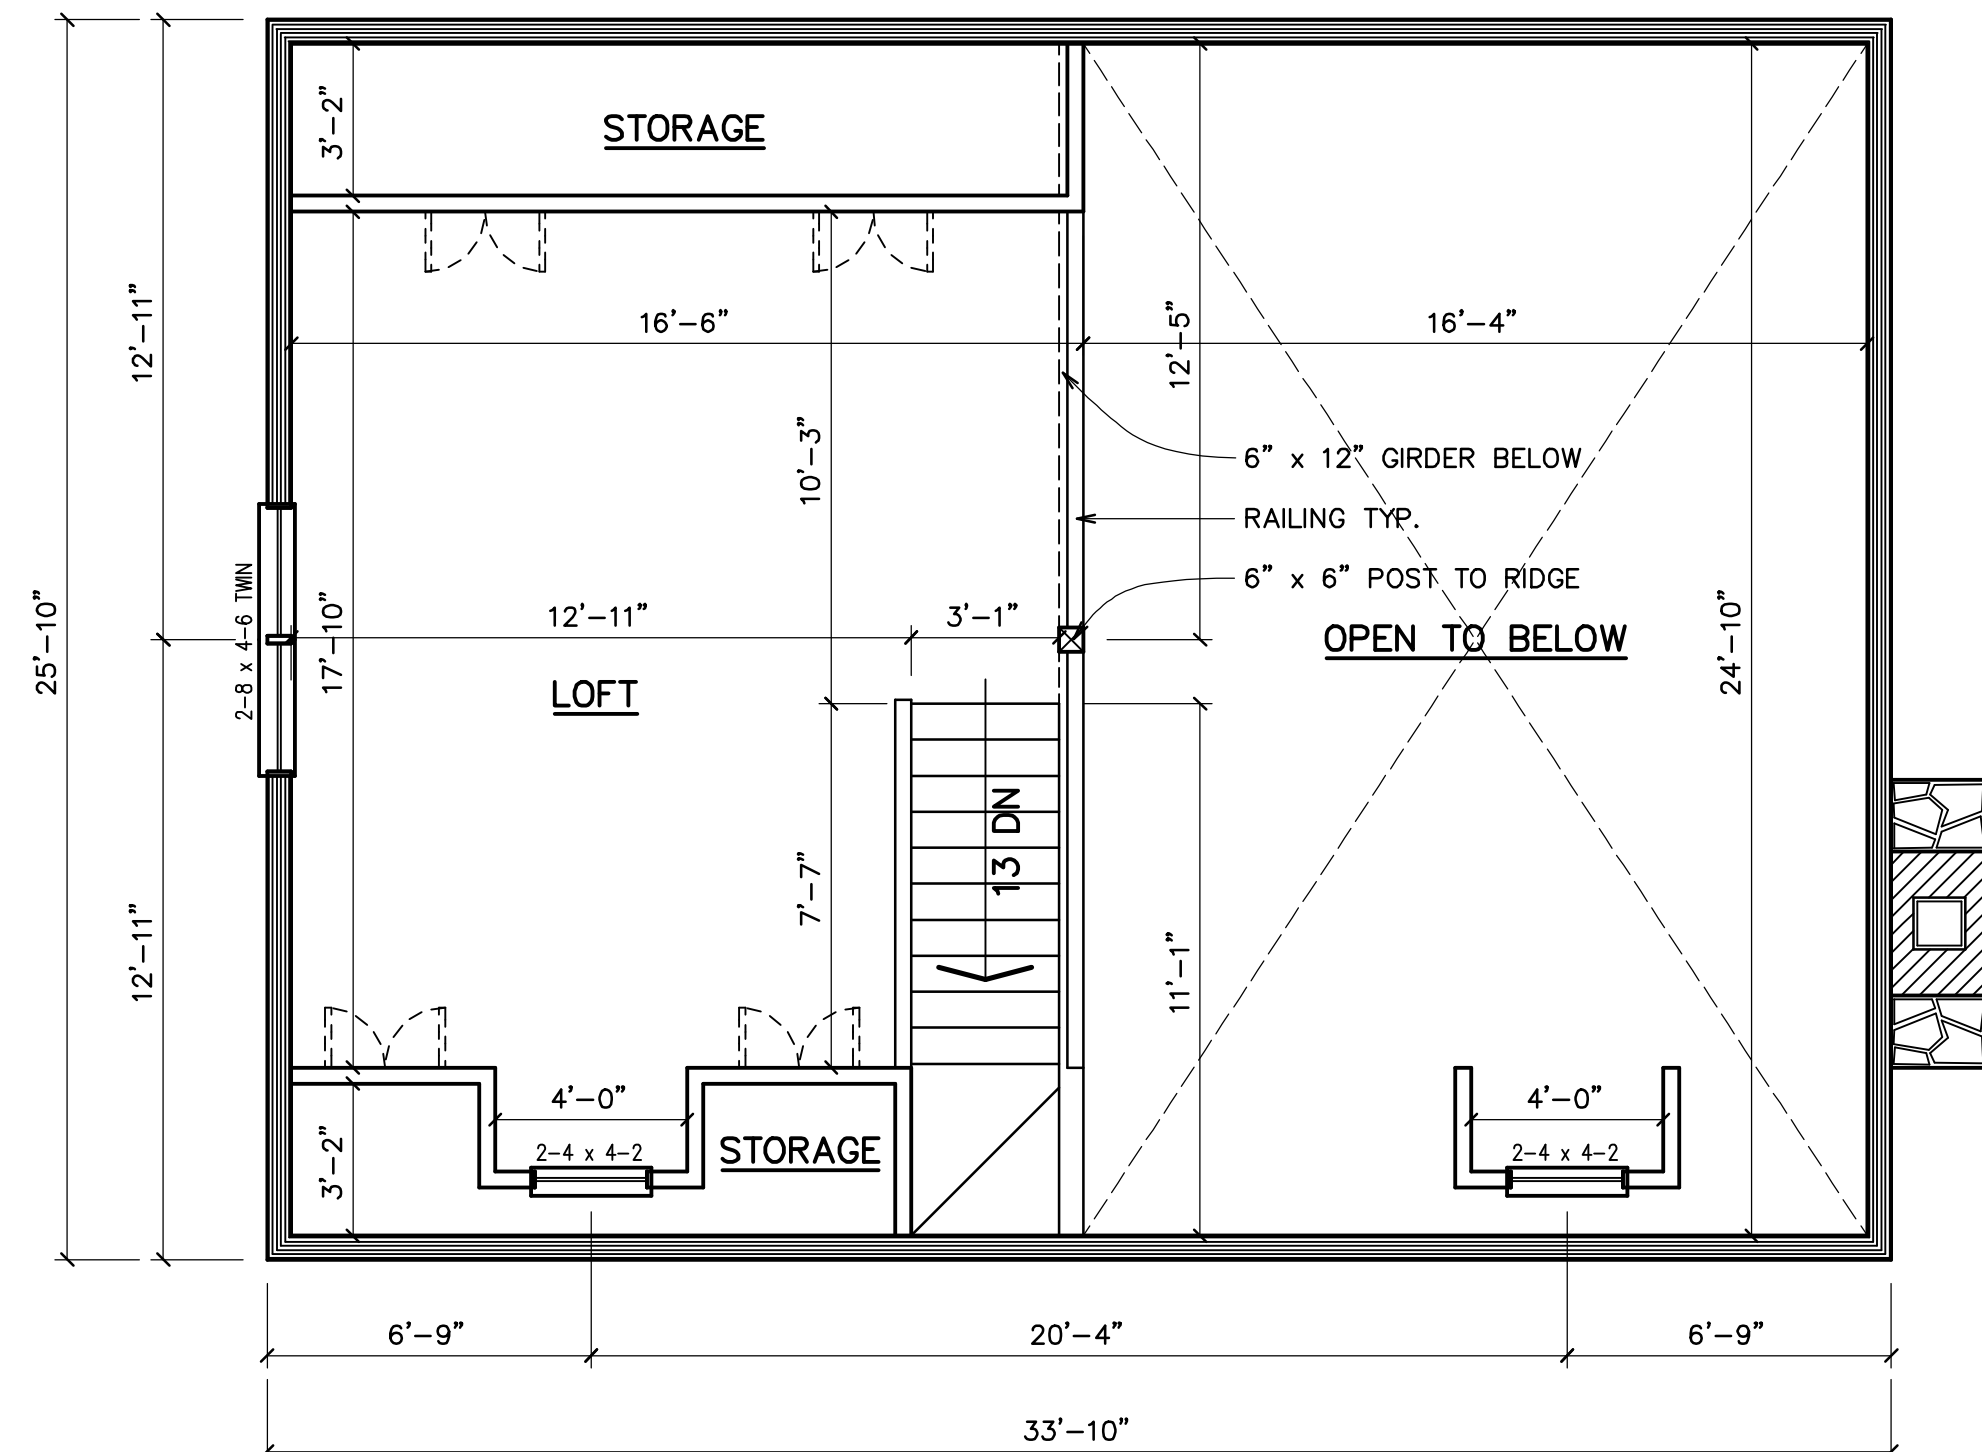 3'-2"
STORAGE
12'-11"
16'-6"
12'-5"
16'-4"
10'-3"
6" x 12" GIRDER BELOW
RAILING TYP.
6" x 6" POST TO RIDGE
25'-10"
2-8 x 4-6 TWIN
17'-10"
12'-11"
3'-1"
OPEN TO BELOW
24'-10"
LOFT
13 DN
7'-7"
12'-11"
11'-1"
4'-0"
4'-0"
3'-2"
2-4 x 4-2
STORAGE
2-4 x 4-2
6'-9"
20'-4"
6'-9"
33'-10"